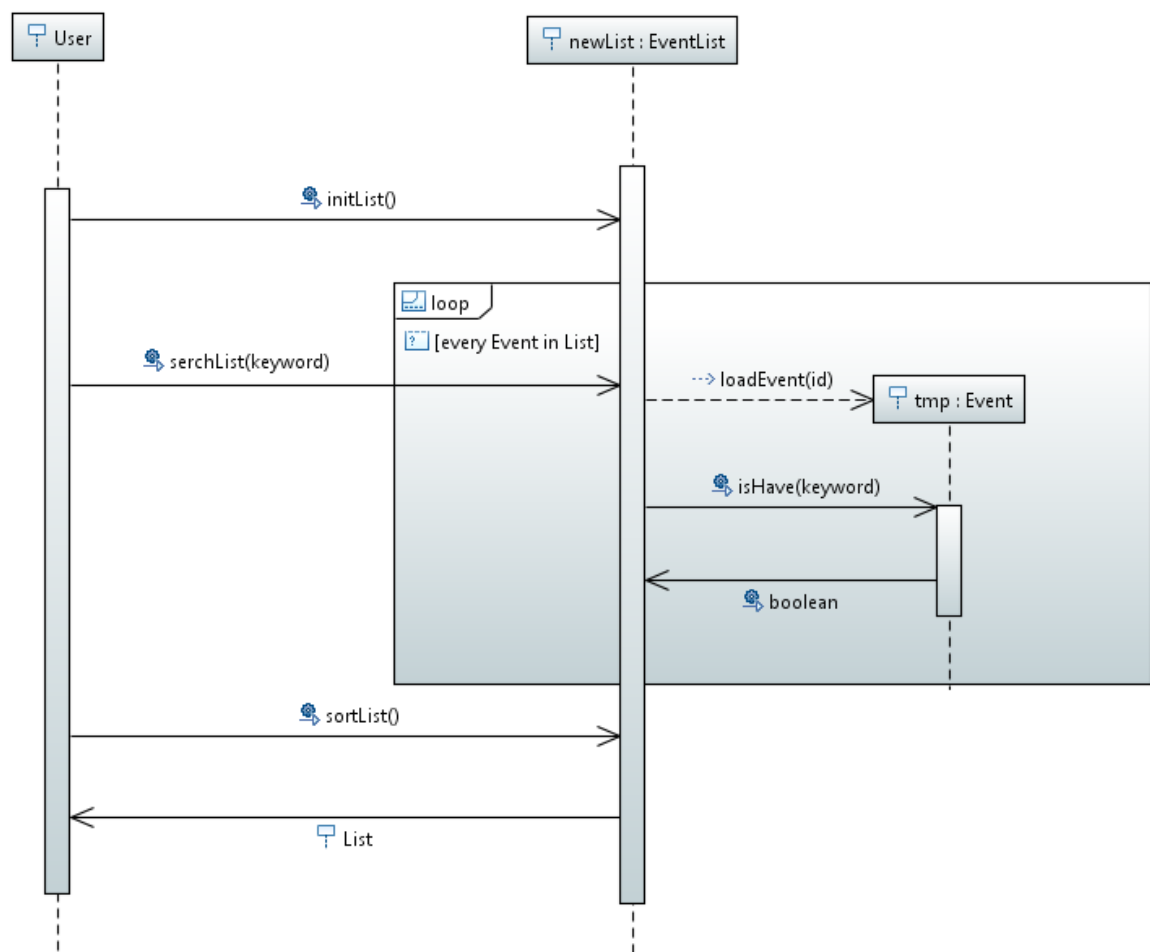 User
newList : EventList
initList()
loop
[every Event in List]
serchList(keyword)
loadEvent(id)
tmp : Event
isHave(keyword)
boolean
sortList()
List